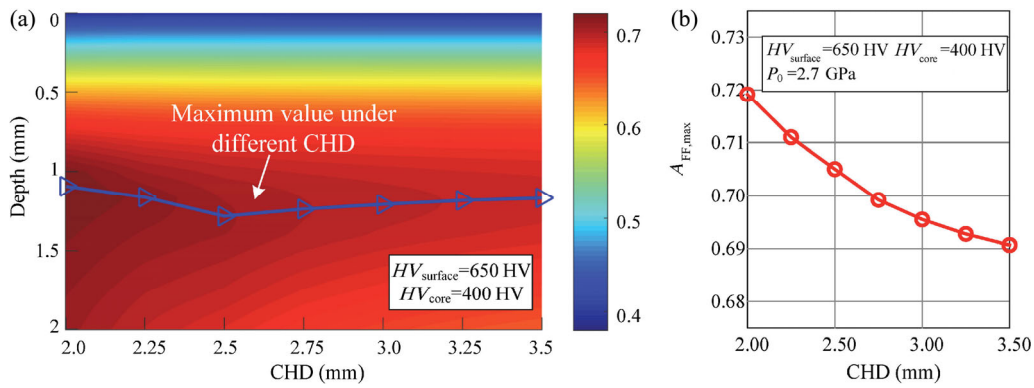 (a)
0
0.5
1
1.5
2
Depth (mm)
Maximum value under
different CHD
HVsurface=650 HV
HVcore=400 HV
2.0 2.25 2.5 2.75 3.0 3.25 3.5
CHD (mm)
0.7
0.6
0.5
0.4
(b)
0.73
0.72
0.71
0.70
0.69
0.68
AFF,max
HVsurface=650 HV HVcore=400 HV
P0 =2.7 GPa
2.00 2.50 3.00 3.50
CHD (mm)